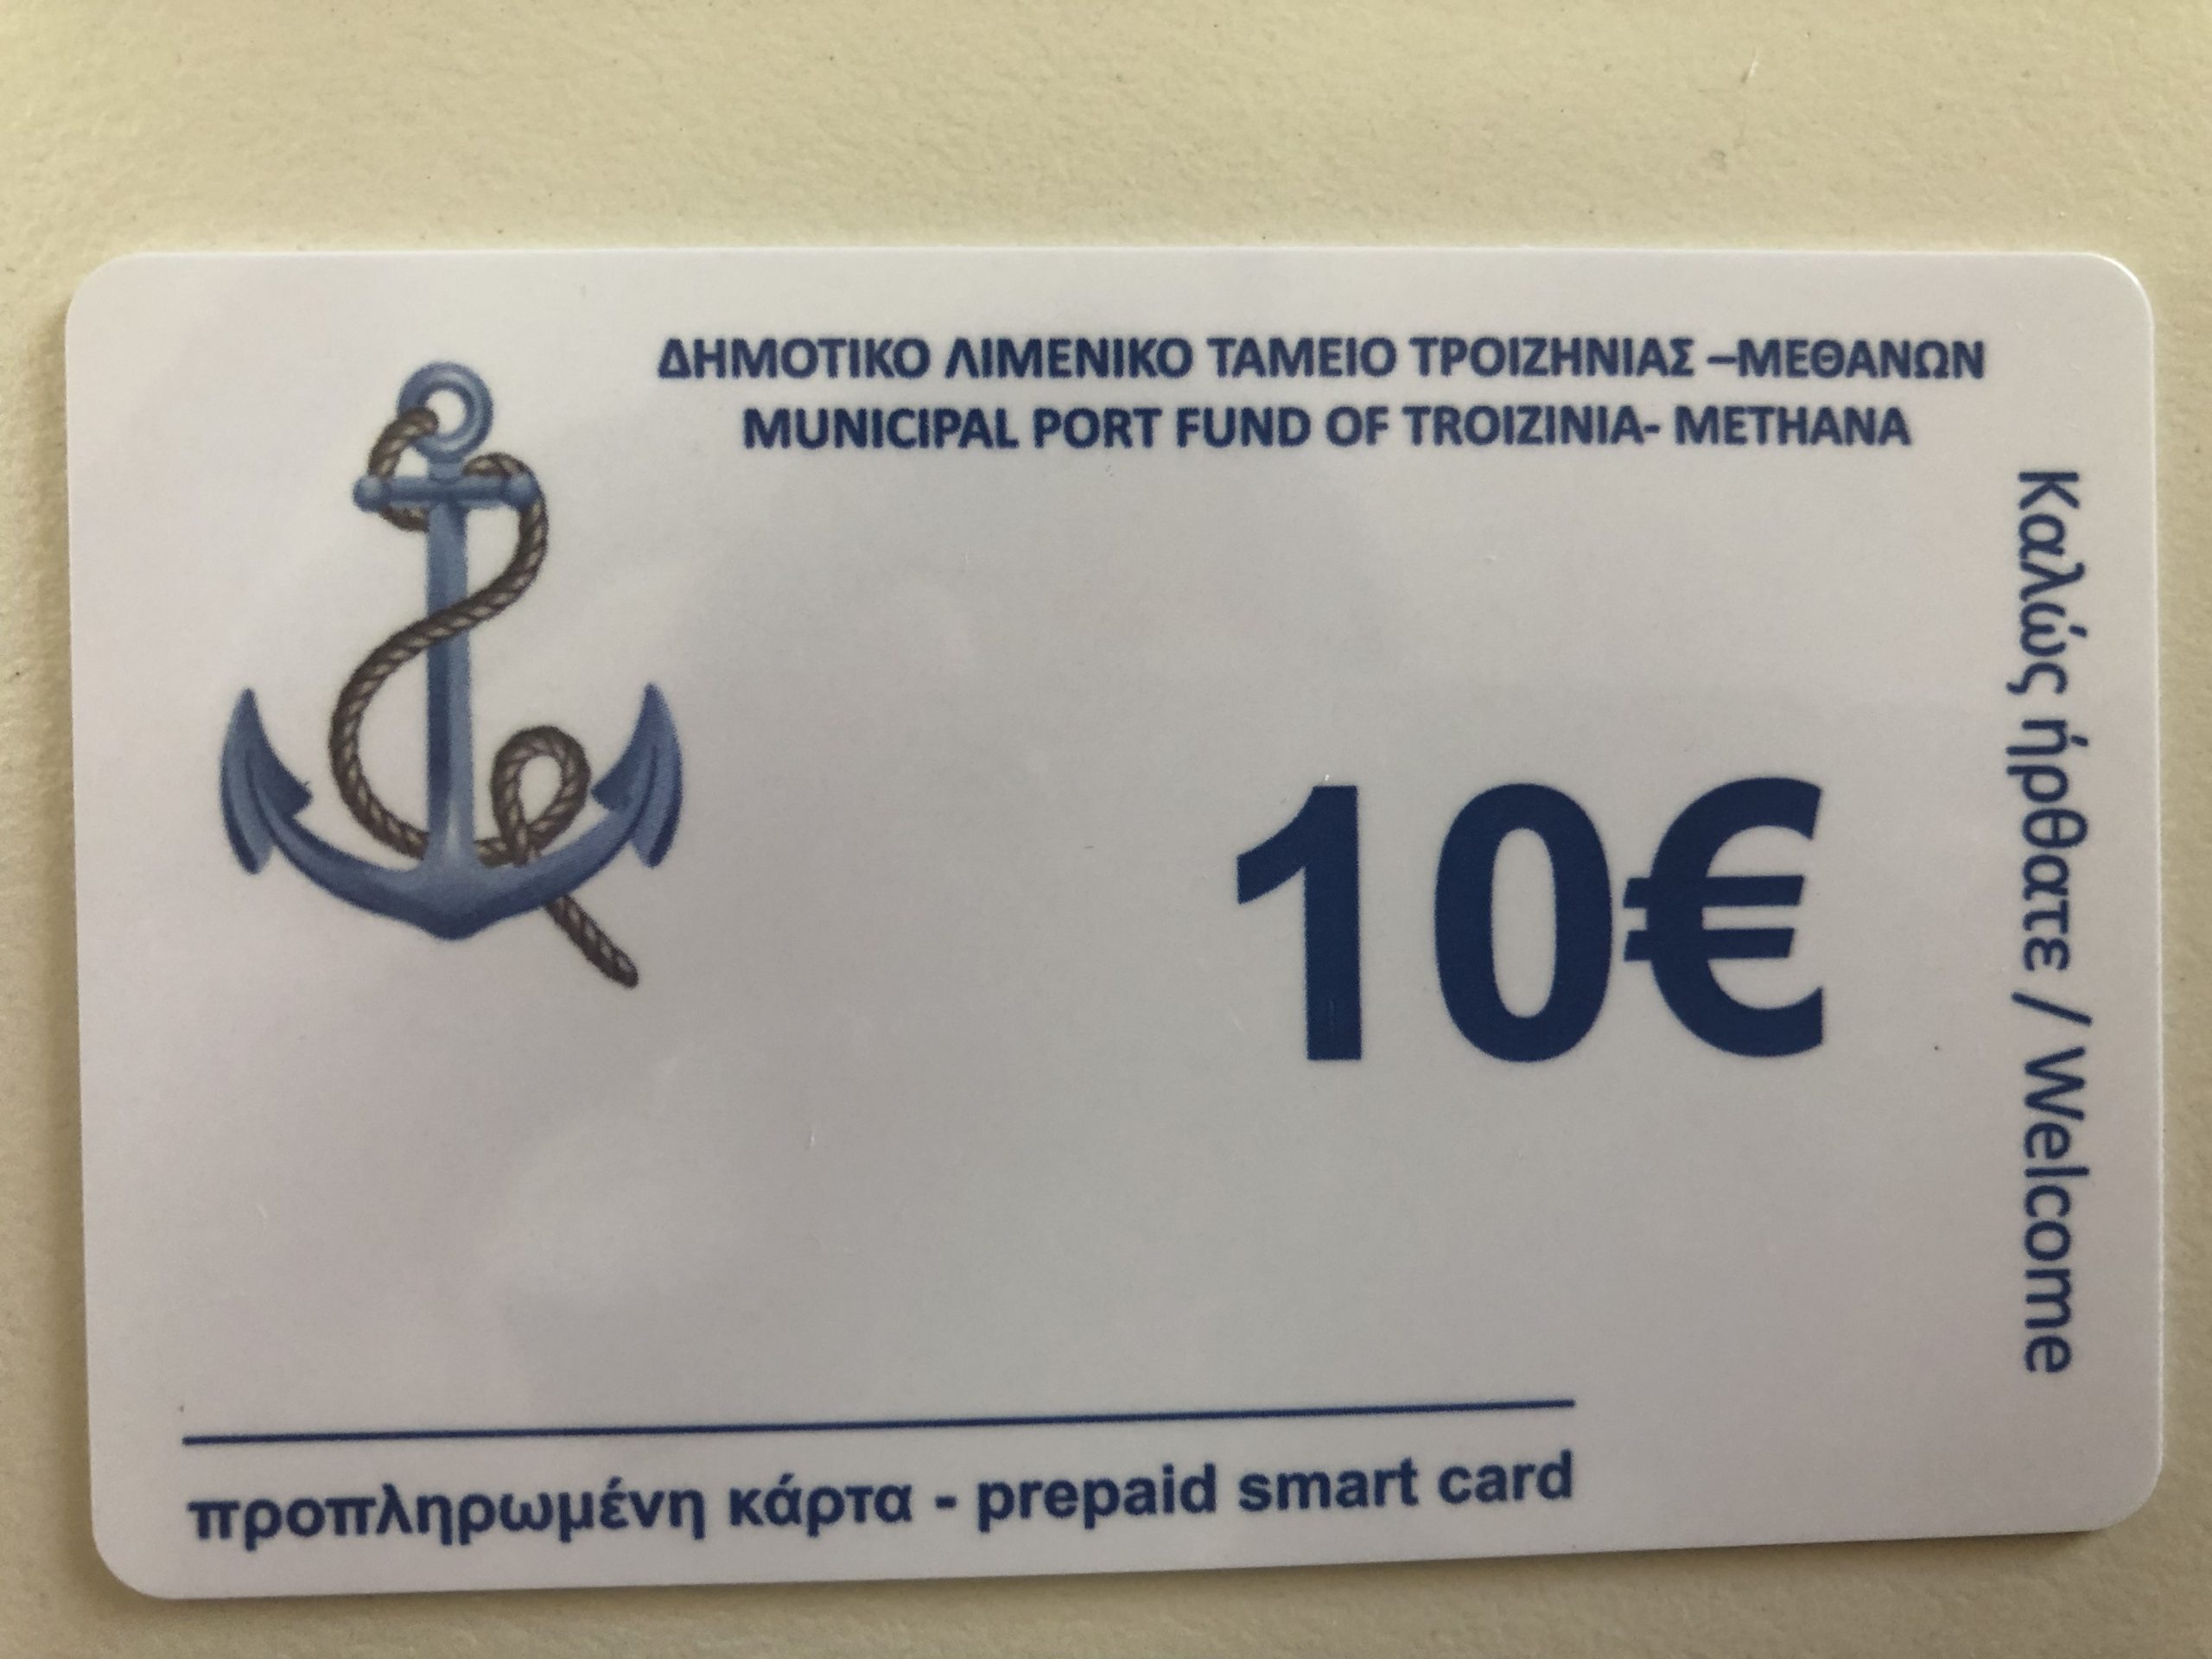 ΔΗΜΟΤΙΚΟ ΛΙΜΕΝΙΚΟ ΤΑΜΕΙΟ ΤΡΟΙΖΗΝΙΑΣ –ΜΕΘΑΝΩΝ
MUNICIPAL PORT FUND OF TROIZINIA- METHANA
Καλώς ήρθατε / Welcome
10€
προπληρωμένη κάρτα - prepaid smart card